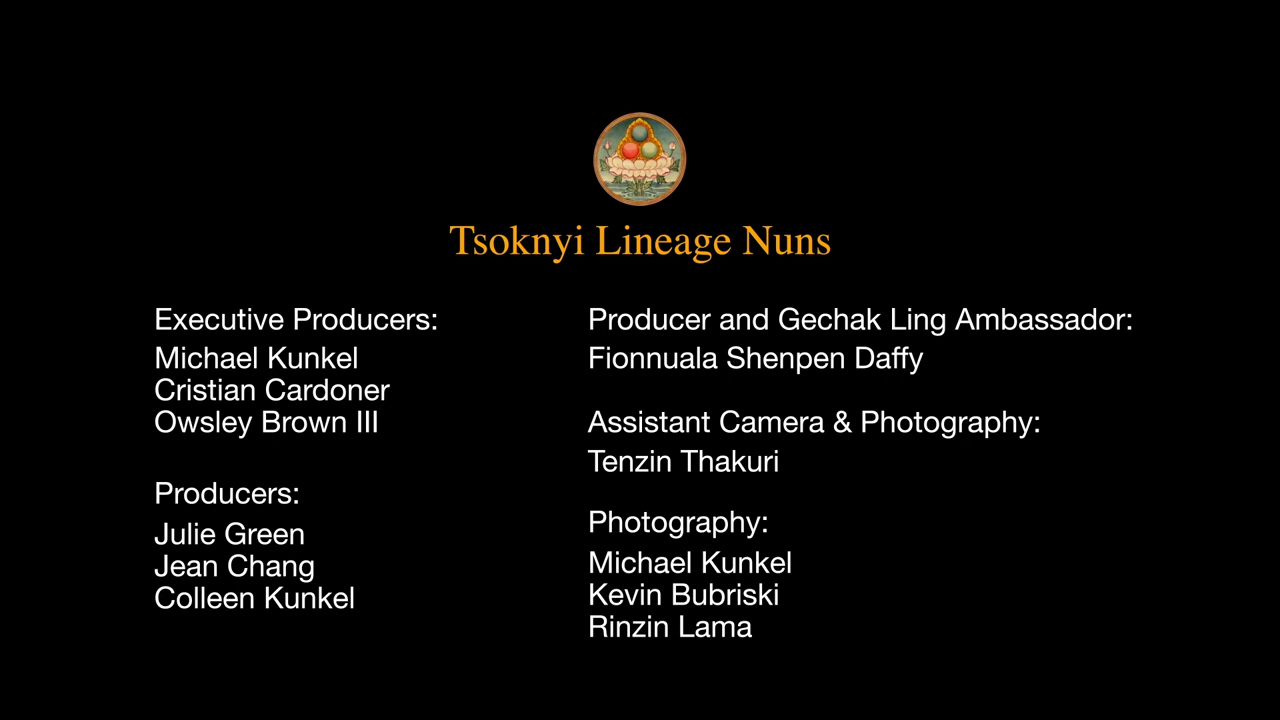 Tsoknyi Lineage Nuns
Executive Producers:
Michael Kunkel
Cristian Cardoner
Owsley Brown III
Producers:
Julie Green
Jean Chang
Colleen Kunkel
Producer and Gechak Ling Ambassador:
Fionnuala Shenpen Daffy
Assistant Camera & Photography:
Tenzin Thakuri
Photography:
Michael Kunkel
Kevin Bubriski
Rinzin Lama